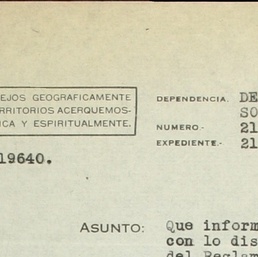 EJOS GEOGRAFICAMENTE
ERRITORIOS ACERQUEMOS-
ICA Y ESPIRITUALMENTE.
DEPENDENCIA. DE
SO
NUMERO.- 21
EXPEDIENTE.- 21
19640.
ASUNTO: Que inform
con lo dis
del Reglam